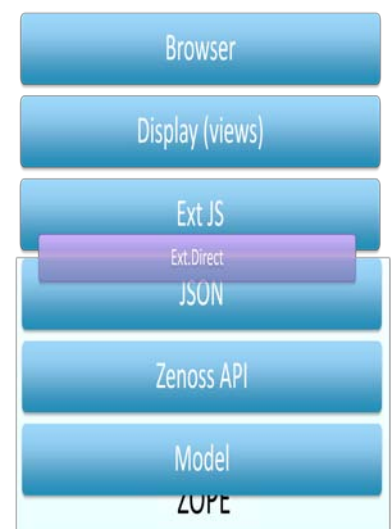 Browser
Display (views)
Ext JS
Ext.Direct
JSON
Zenoss API
Model
ZOPE